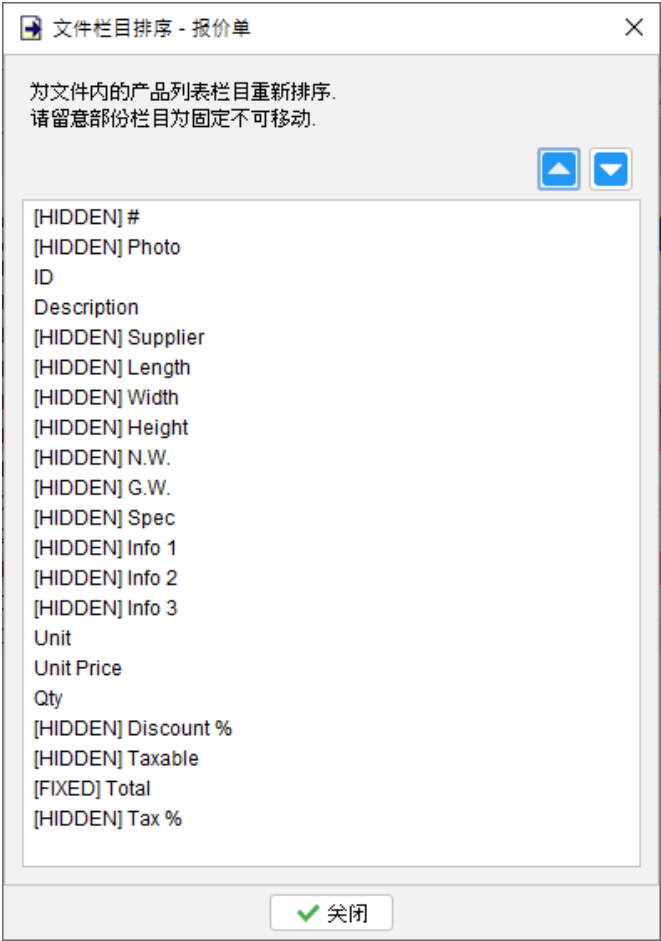 文件栏目排序 - 报价单
为文件内的产品列表栏目重新排序.
请留意部份栏目为固定不可移动.
[HIDDEN] #
[HIDDEN] Photo
ID
Description
[HIDDEN] Supplier
[HIDDEN] Length
[HIDDEN] Width
[HIDDEN] Height
[HIDDEN] N.W.
[HIDDEN] G.W.
[HIDDEN] Spec
[HIDDEN] Info 1
[HIDDEN] Info 2
[HIDDEN] Info 3
Unit
Unit Price
Qty
[HIDDEN] Discount %
[HIDDEN] Taxable
[FIXED] Total
[HIDDEN] Tax %
关闭